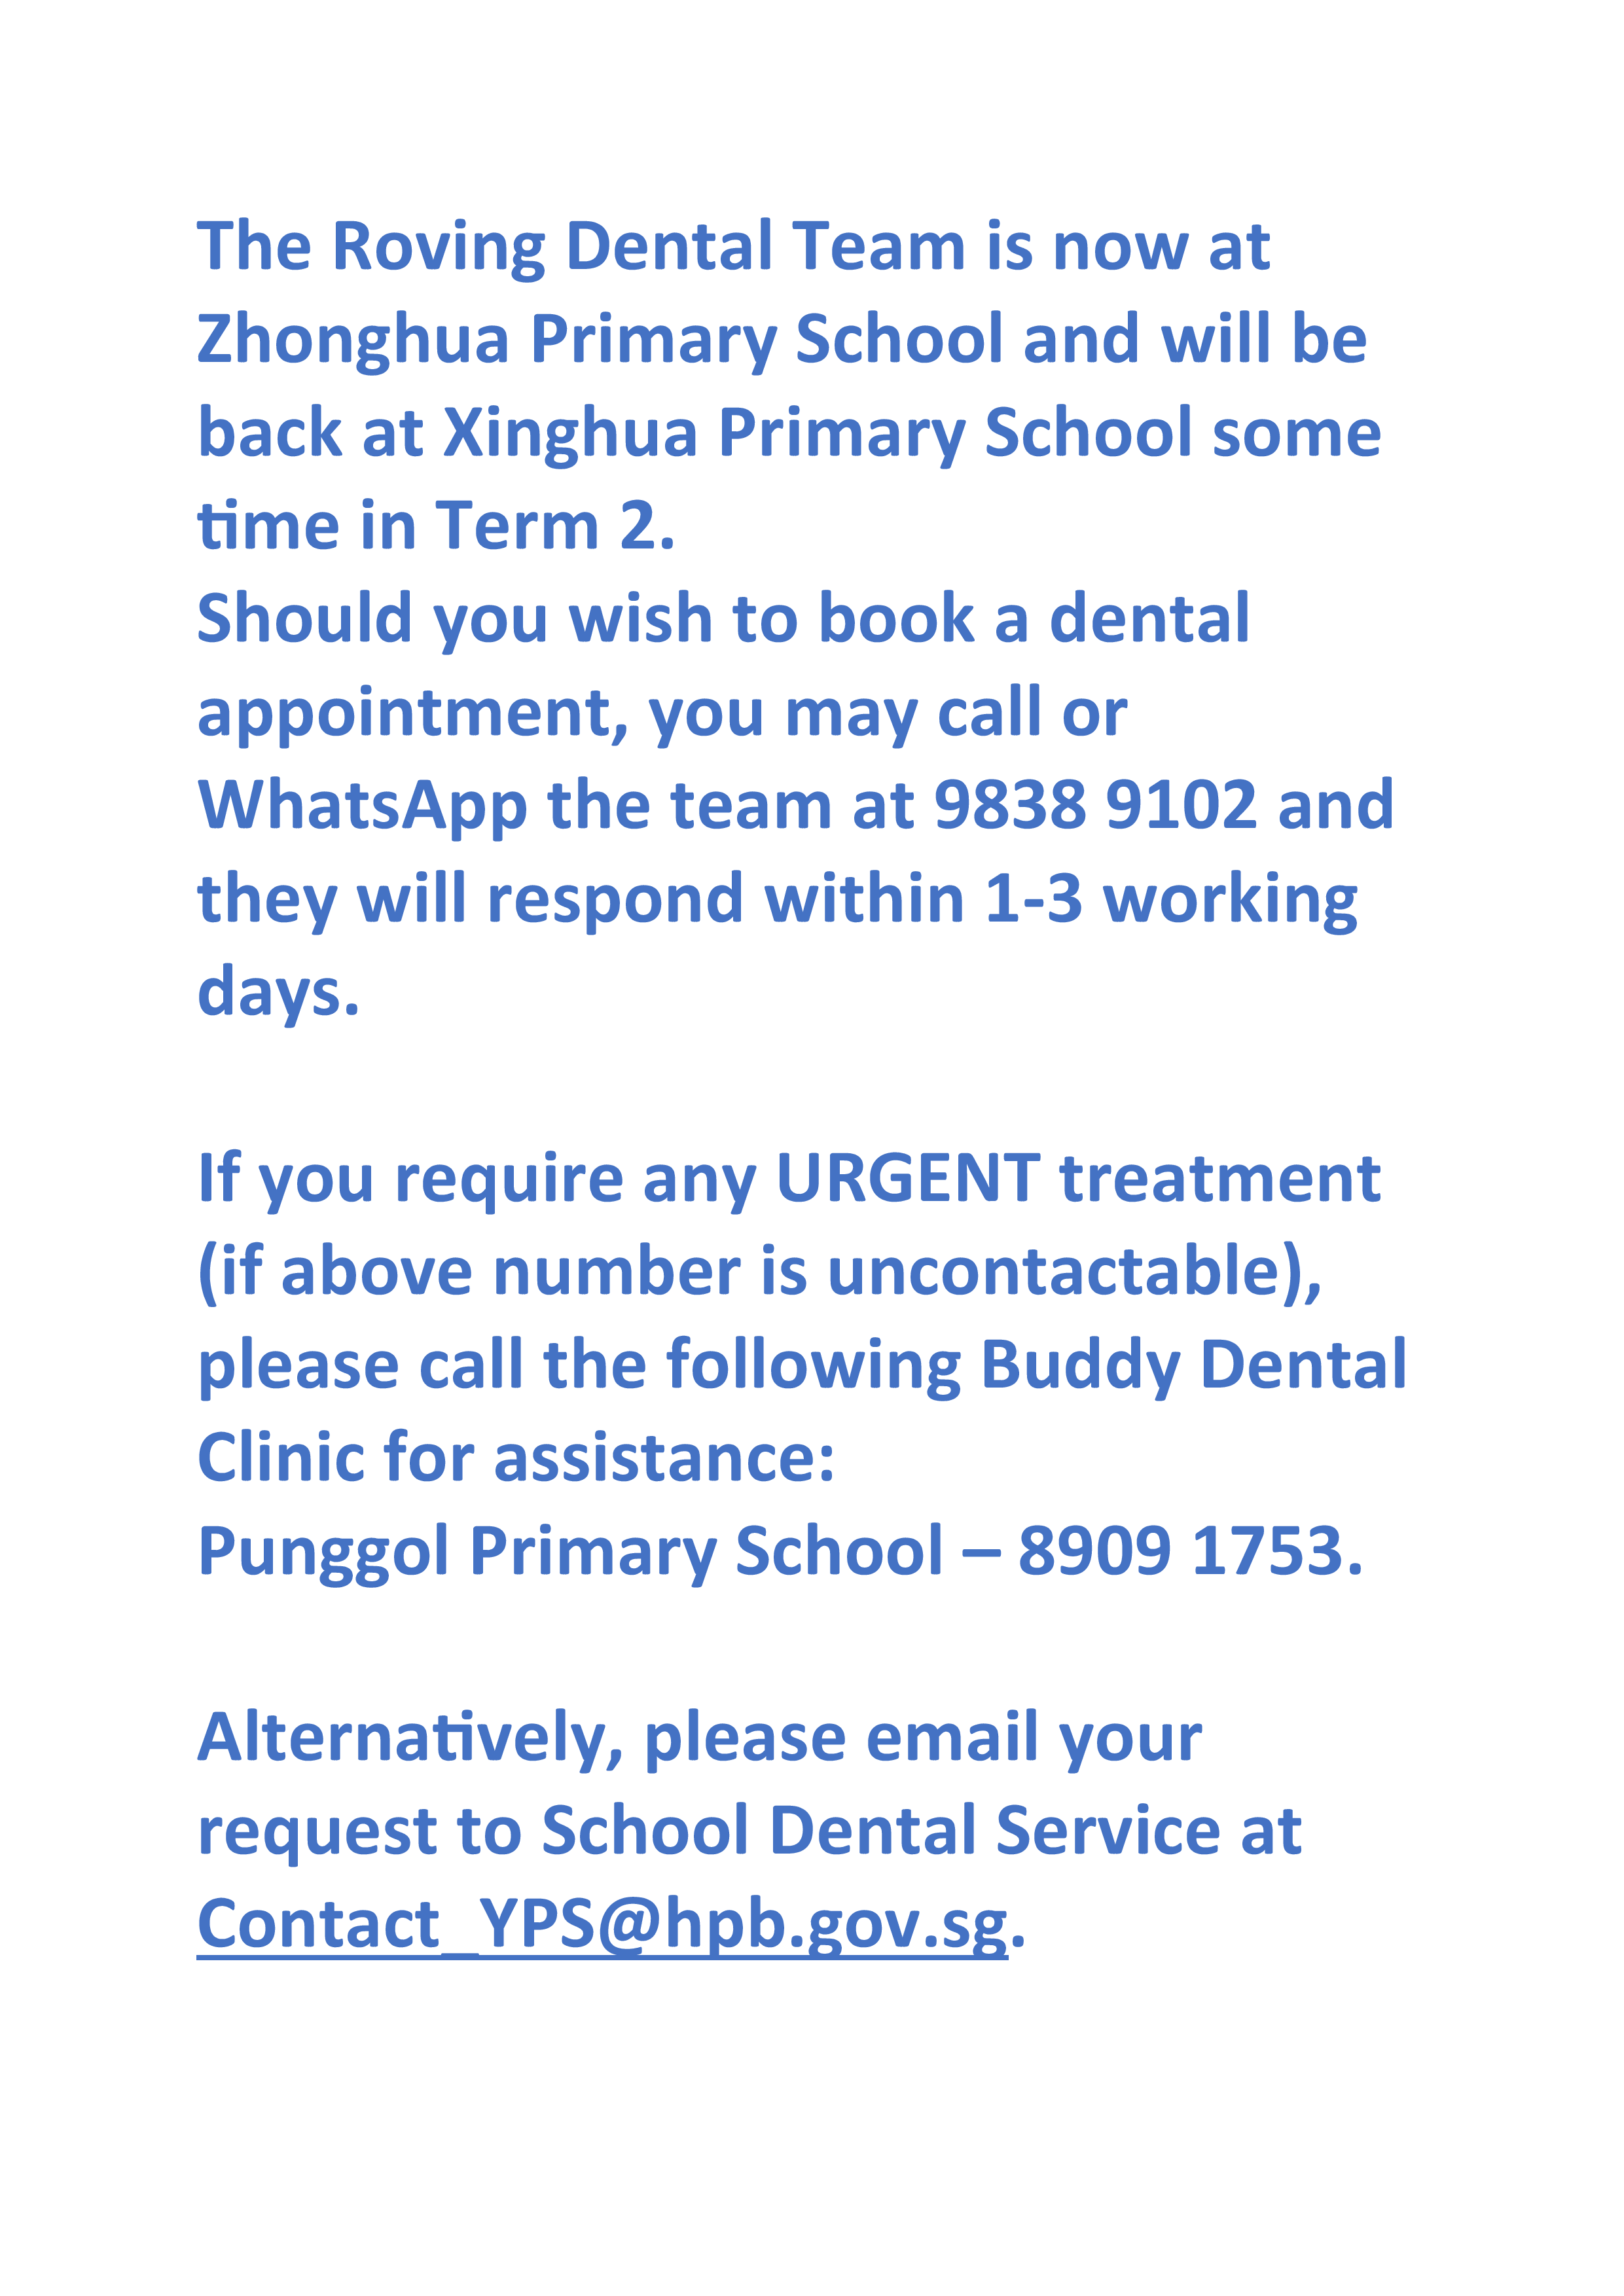 The Roving Dental Team is now at
Zhonghua Primary School and will be
back at Xinghua Primary School some
time in Term 2.
Should you wish to book a dental
appointment, you may call or
WhatsApp the team at 9838 9102 and
they will respond within 1-3 working
days.
If you require any URGENT treatment
(if above number is uncontactable),
please call the following Buddy Dental
Clinic for assistance:
Punggol Primary School – 8909 1753.
Alternatively, please email your
request to School Dental Service at
Contact_YPS@hpb.gov.sg.